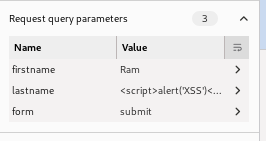 Request query parameters 3
Name Value
firstname Ram
lastname <script>alert('XSS')<...
form submit